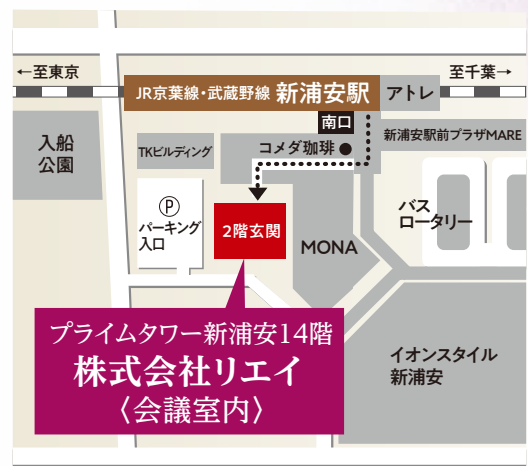 ←至東京
至千葉→
JR京葉線・武蔵野線 新浦安駅
アトレ
南口
入船
公園
TKビルディング
コメダ珈琲
新浦安駅前プラザMARE
P
パーキング
入口
2階玄関
MONA
バス
ロータリー
プライムタワー新浦安14階
株式会社リエイ
〈会議室内〉
イオンスタイル
新浦安